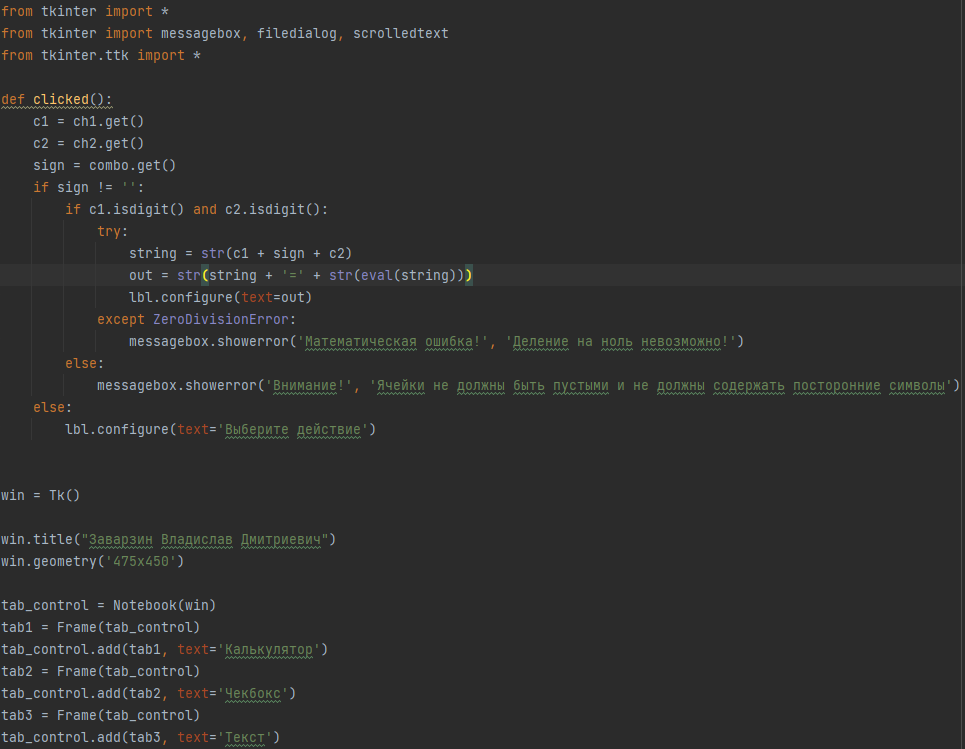 from tkinter import *
from tkinter import messagebox, filedialog, scrolledtext
from tkinter.ttk import *
def clicked():
    c1 = ch1.get()
    c2 = ch2.get()
    sign = combo.get()
    if sign != '':
        if c1.isdigit() and c2.isdigit():
            try:
                string = str(c1 + sign + c2)
                out = str(string + '=' + str(eval(string)))
                lbl.configure(text=out)
            except ZeroDivisionError:
                messagebox.showerror('Математическая ошибка!', 'Деление на ноль невозможно!')
        else:
            messagebox.showerror('Внимание!', 'Ячейки не должны быть пустыми и не должны содержать посторонние символы')
    else:
        lbl.configure(text='Выберите действие')
win = Tk()
win.title("Заварзин Владислав Дмитриевич")
win.geometry('475x450')
tab_control = Notebook(win)
tab1 = Frame(tab_control)
tab_control.add(tab1, text='Калькулятор')
tab2 = Frame(tab_control)
tab_control.add(tab2, text='Чекбокс')
tab3 = Frame(tab_control)
tab_control.add(tab3, text='Текст')